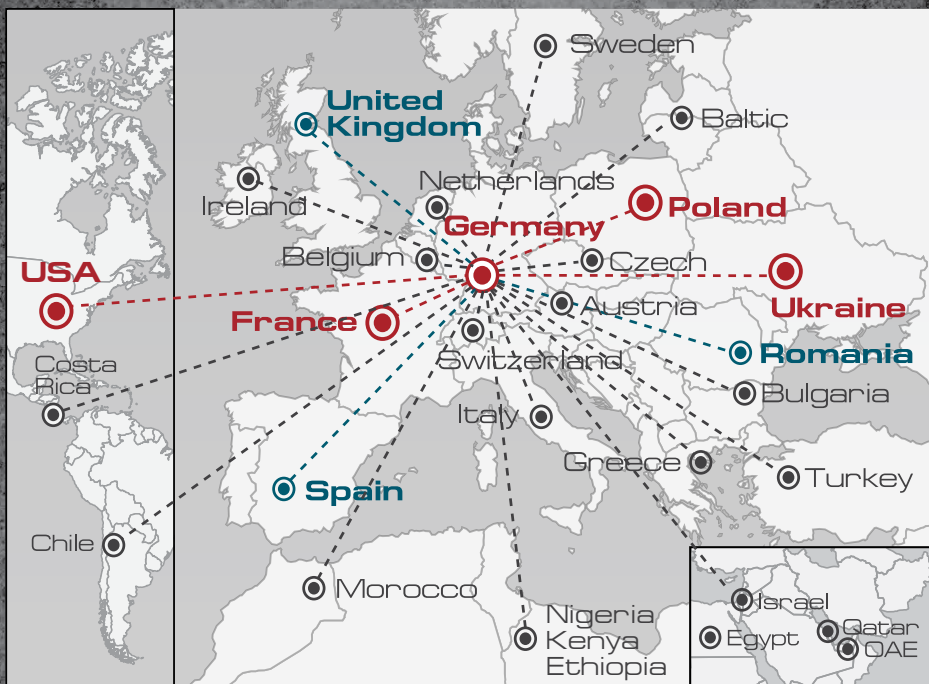 Sweden
United
Kingdom
Baltic
Netherlands
Ireland
Poland
Germany
Belgium
Czech
USA
Austria
Ukraine
France
Switzerland
Romania
Costa
Rica
Bulgaria
Italy
Greece
Turkey
Spain
Chile
Morocco
Nigeria
Kenya
Ethiopia
Israel
Egypt
Qatar
OAE